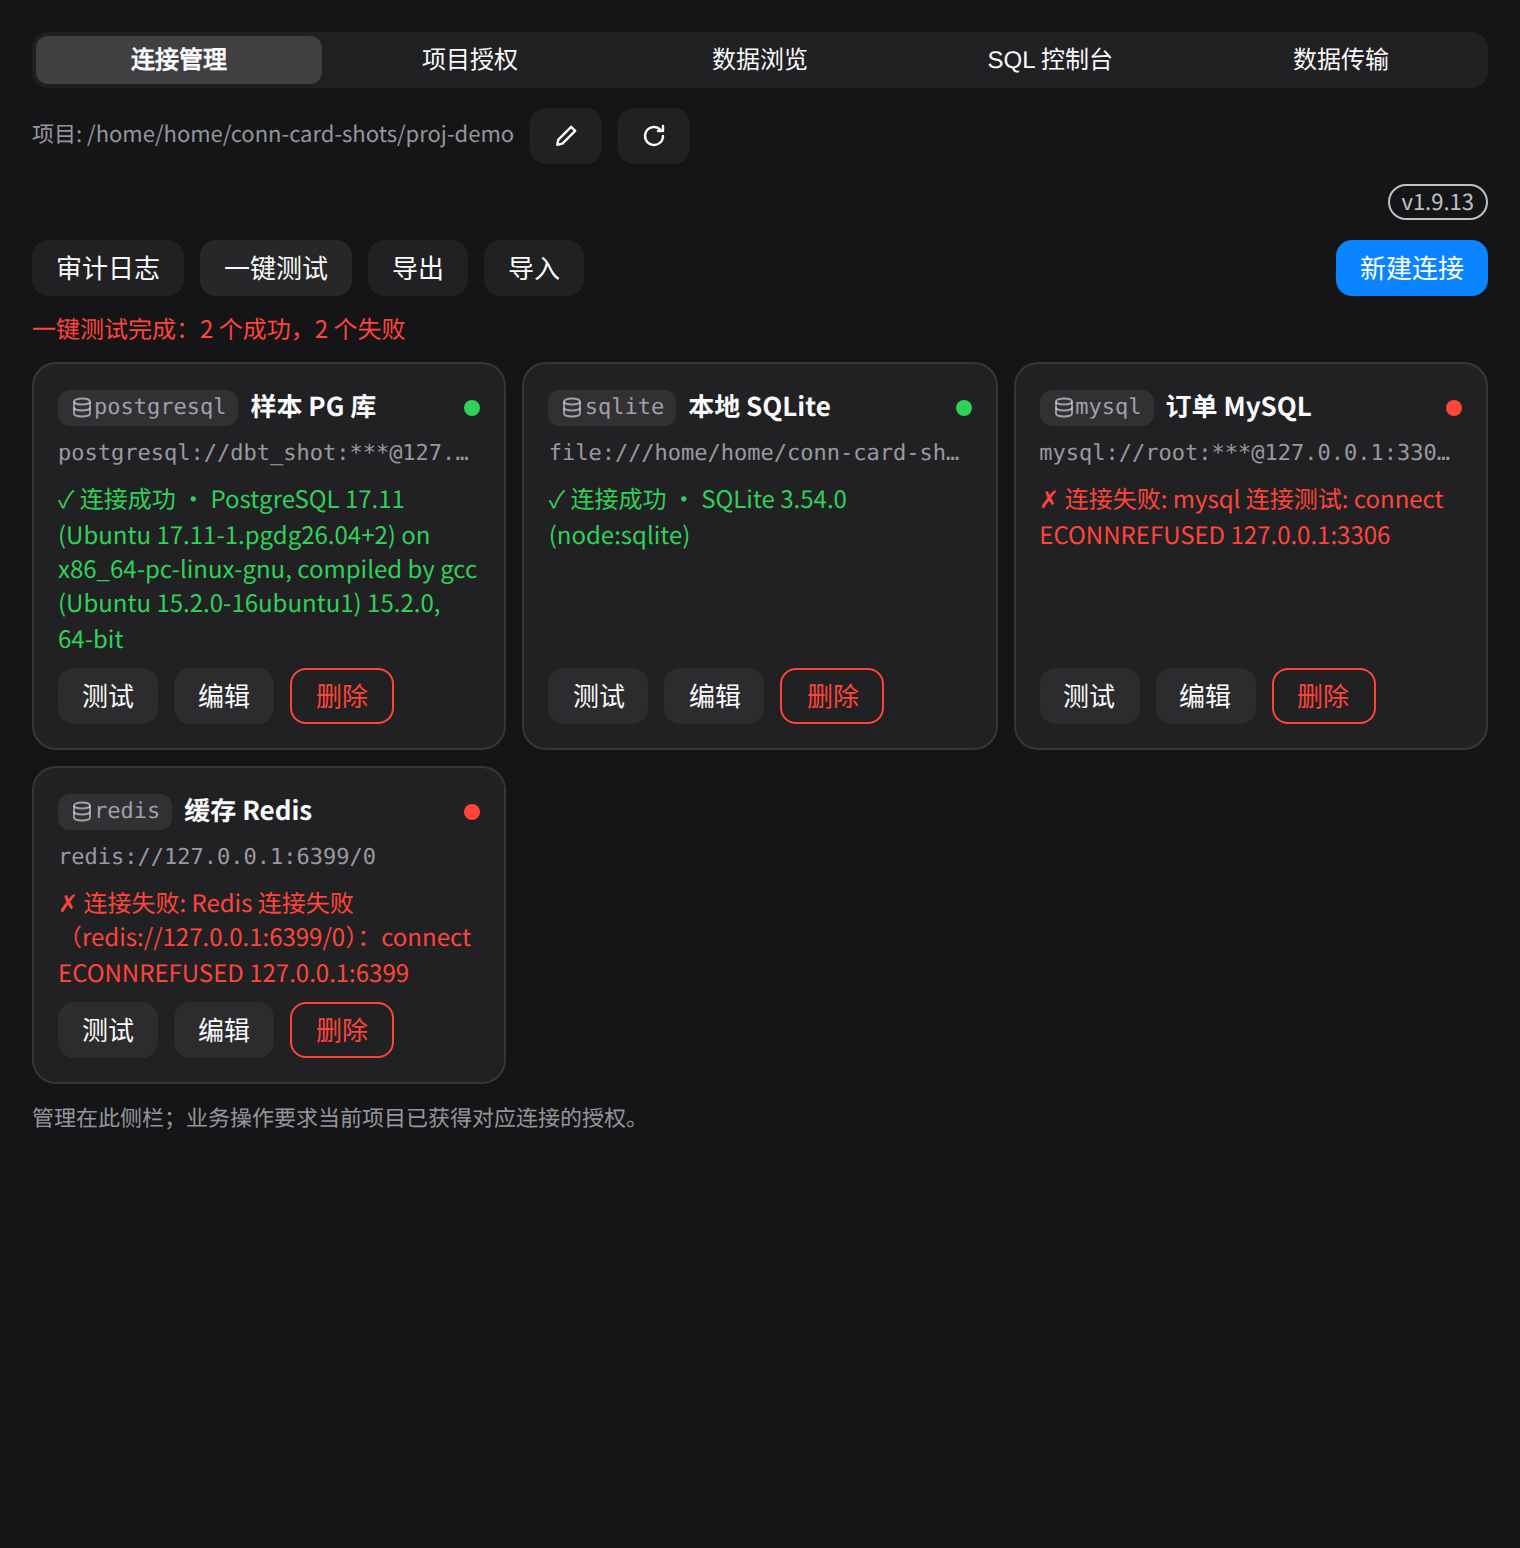 连接管理 项目授权 数据浏览 SQL 控制台 数据传输
项目: /home/home/conn-card-shots/proj-demo
v1.9.13
审计日志 一键测试 导出 导入 新建连接
一键测试完成：2 个成功，2 个失败
postgresql 样本 PG 库
postgresql://dbt_shot:***@127.…
✓ 连接成功 · PostgreSQL 17.11
(Ubuntu 17.11-1.pgdg26.04+2) on
x86_64-pc-linux-gnu, compiled by gcc
(Ubuntu 15.2.0-16ubuntu1) 15.2.0,
64-bit
测试 编辑 删除
sqlite 本地 SQLite
file:///home/home/conn-card-sh…
✓ 连接成功 · SQLite 3.54.0
(node:sqlite)
测试 编辑 删除
mysql 订单 MySQL
mysql://root:***@127.0.0.1:330…
✗ 连接失败: mysql 连接测试: connect
ECONNREFUSED 127.0.0.1:3306
测试 编辑 删除
redis 缓存 Redis
redis://127.0.0.1:6399/0
✗ 连接失败: Redis 连接失败
（redis://127.0.0.1:6399/0）：connect
ECONNREFUSED 127.0.0.1:6399
测试 编辑 删除
管理在此侧栏；业务操作要求当前项目已获得对应连接的授权。